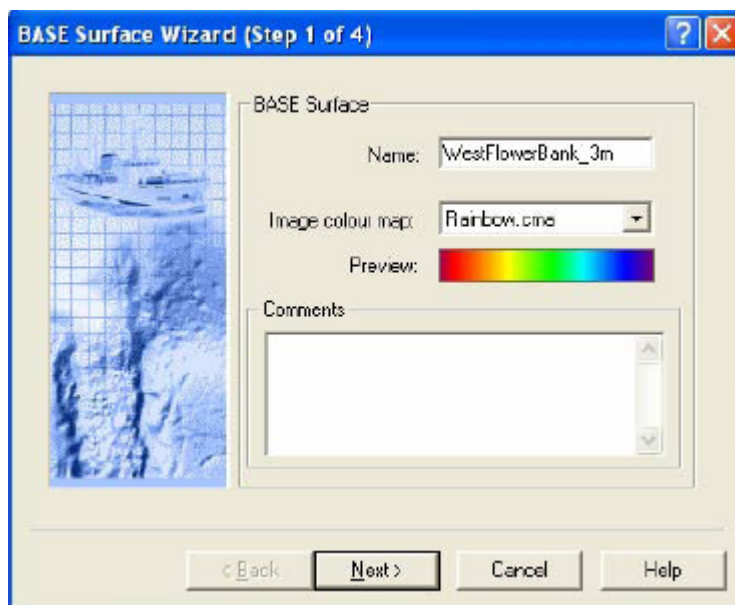 BASE Surface Wizard (Step 1 of 4)
BASE Surface
Name: WestFlowerBank_3m
Image colour map: Rainbow.cma
Preview:
Comments
< Back Next > Cancel Help